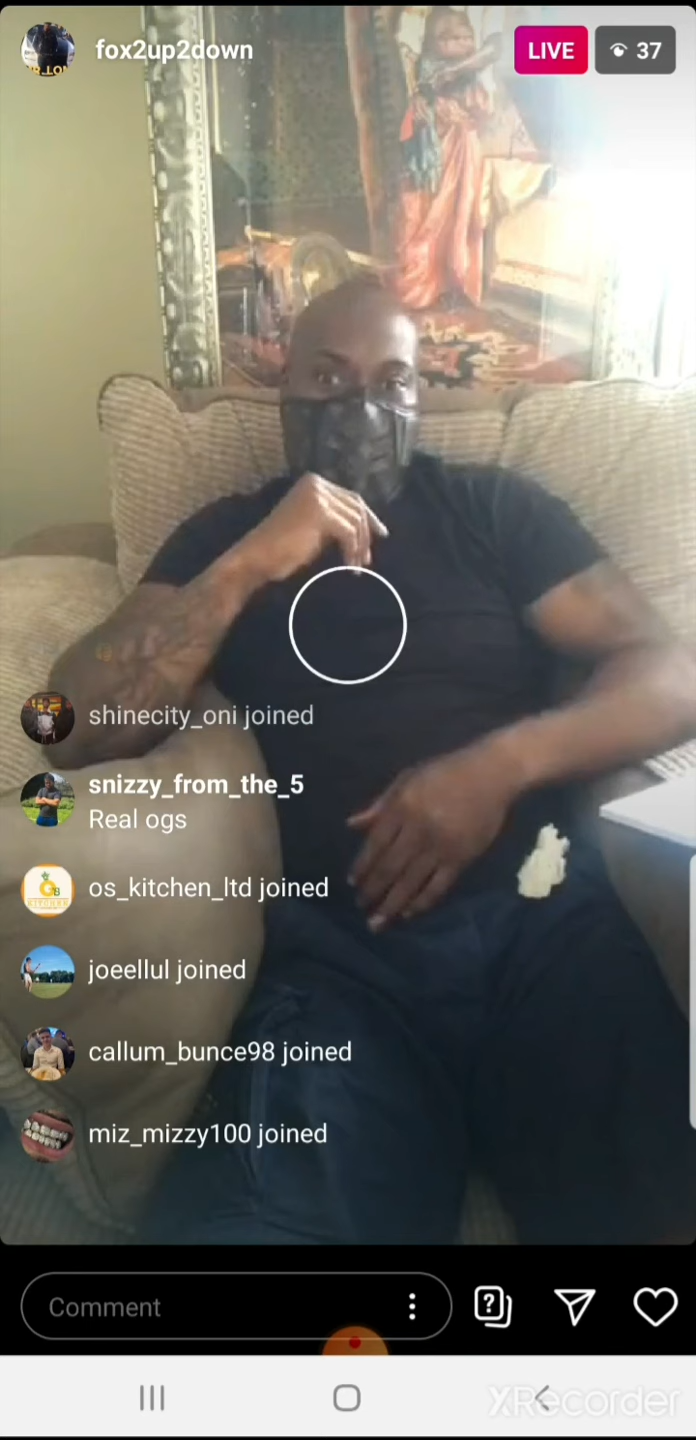 fox2up2down
LIVE
37
shinecity_oni joined
snizzy_from_the_5
Real ogs
os_kitchen_ltd joined
joeellul joined
callum_bunce98 joined
miz_mizzy100 joined
Comment
XRecorder